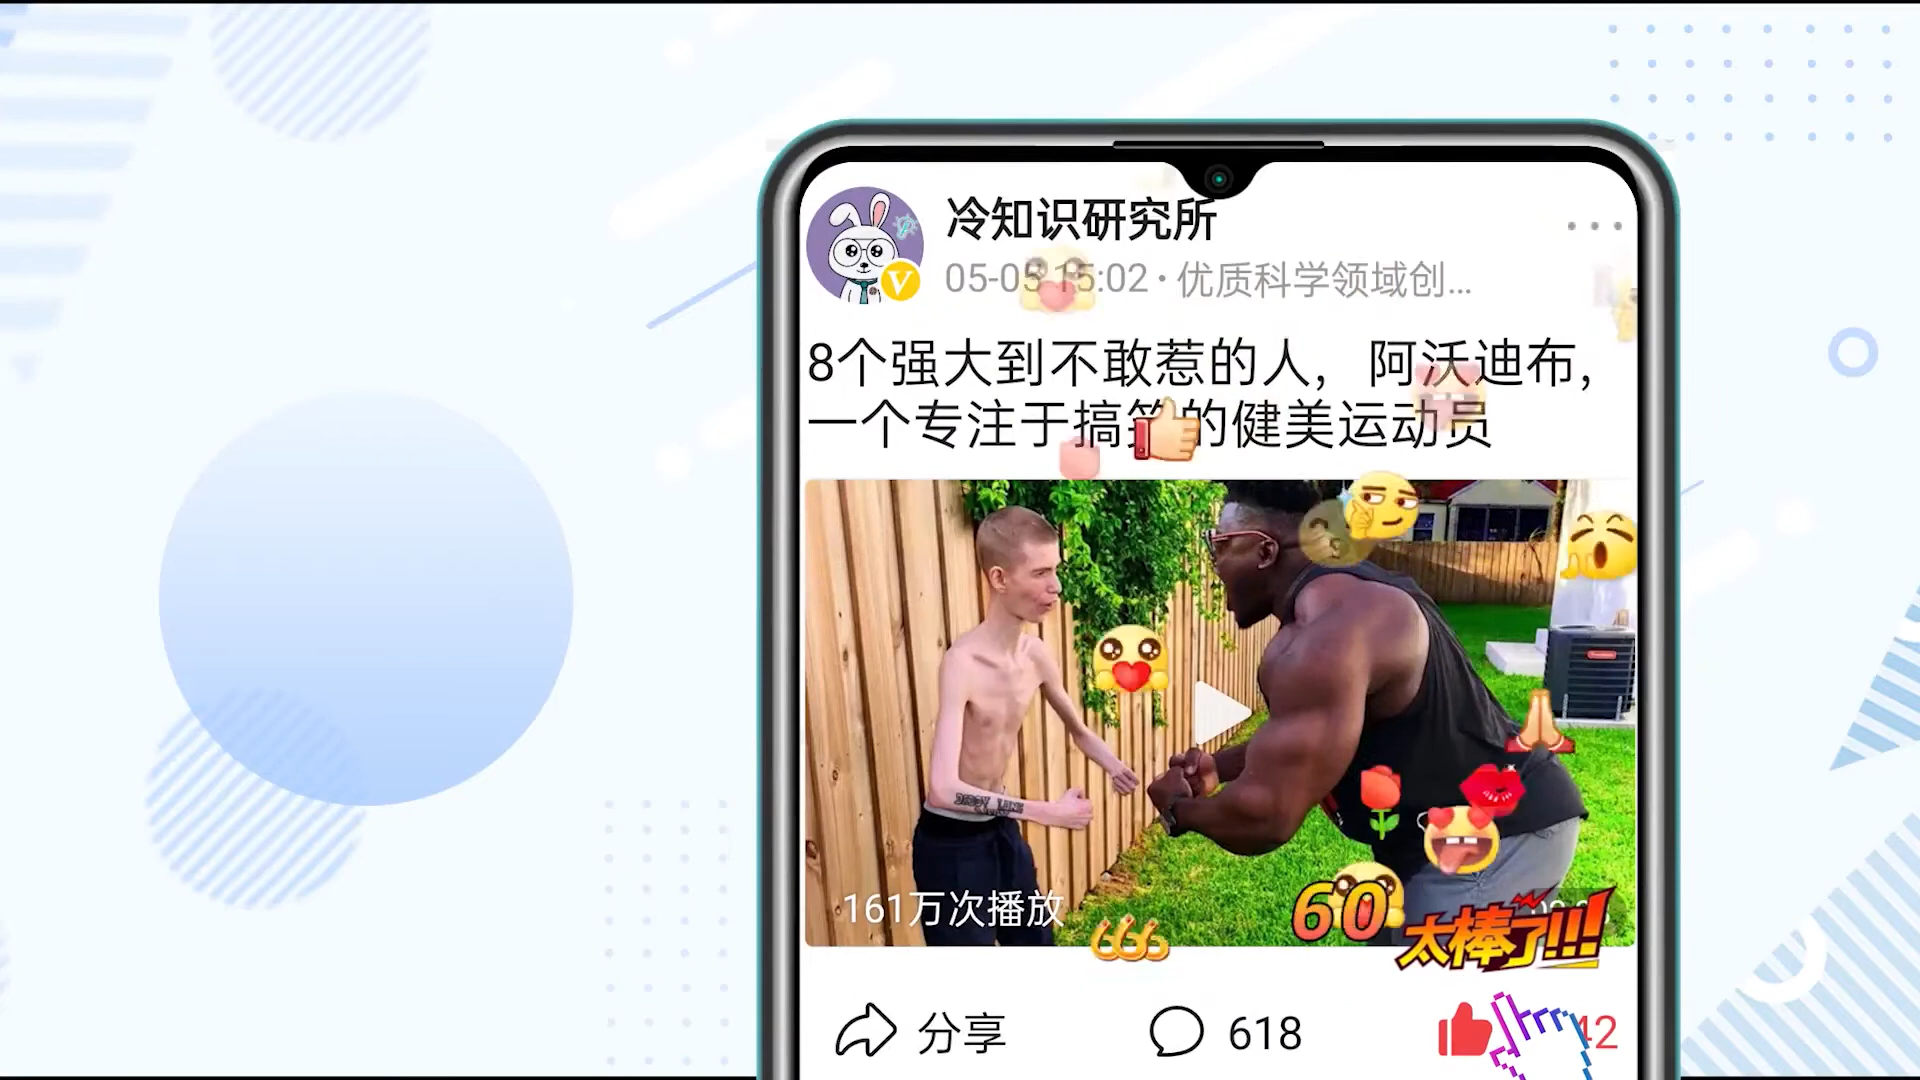 冷知识研究所
05-05 15:02 · 优质科学领域创...
8个强大到不敢惹的人，阿沃迪布，
一个专注于搞笑的健美运动员
161万次播放
666
60
太棒了!!!
分享
618